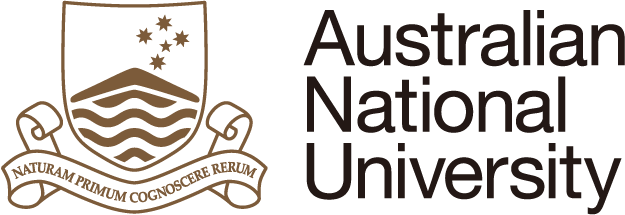 Australian
National
University
NATURAM PRIMUM COGNOSCERE RERUM